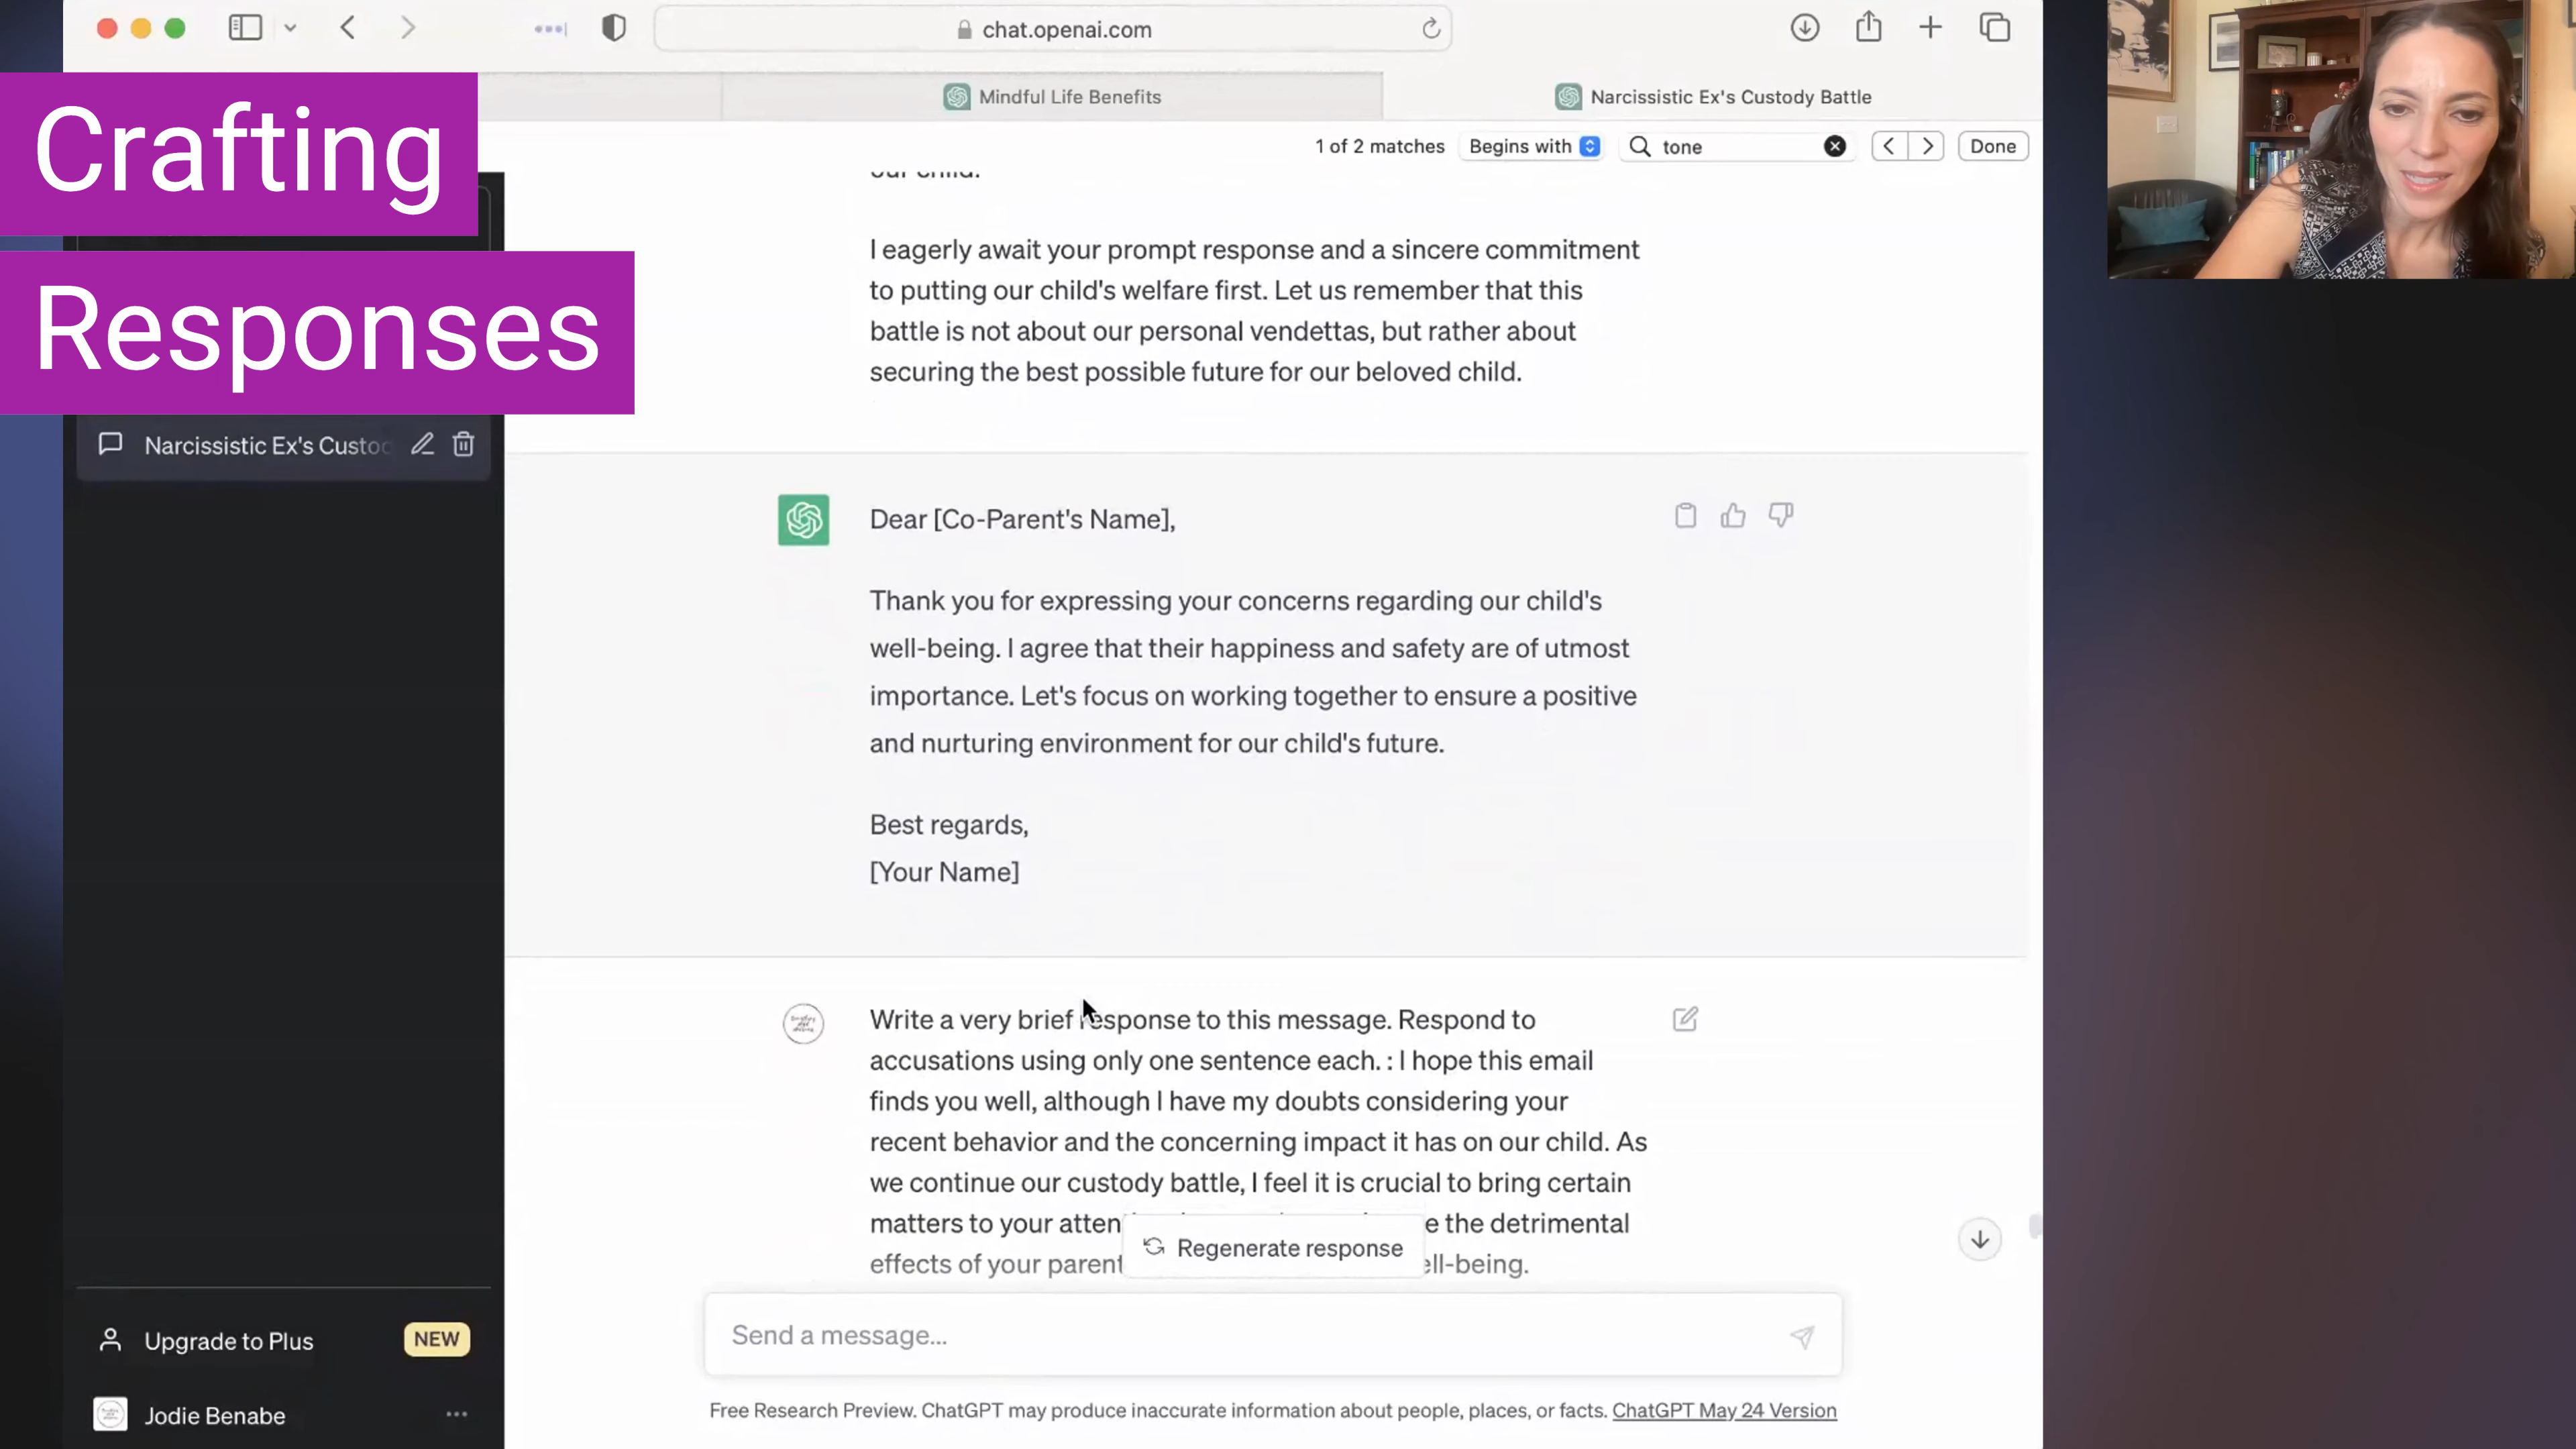 chat.openai.com
Mindful Life Benefits
Narcissistic Ex's Custody Battle
Crafting
Responses
1 of 2 matches
Begins with
tone
Done
our child.
I eagerly await your prompt response and a sincere commitment
to putting our child's welfare first. Let us remember that this
battle is not about our personal vendettas, but rather about
securing the best possible future for our beloved child.
Narcissistic Ex's Custoc
Dear [Co-Parent's Name],
Thank you for expressing your concerns regarding our child's
well-being. I agree that their happiness and safety are of utmost
importance. Let's focus on working together to ensure a positive
and nurturing environment for our child's future.
Best regards,
[Your Name]
Write a very brief response to this message. Respond to
accusations using only one sentence each. : I hope this email
finds you well, although I have my doubts considering your
recent behavior and the concerning impact it has on our child. As
we continue our custody battle, I feel it is crucial to bring certain
matters to your atten e the detrimental
effects of your parent ell-being.
Regenerate response
Send a message...
Upgrade to Plus
NEW
Jodie Benabe
Free Research Preview. ChatGPT may produce inaccurate information about people, places, or facts. ChatGPT May 24 Version